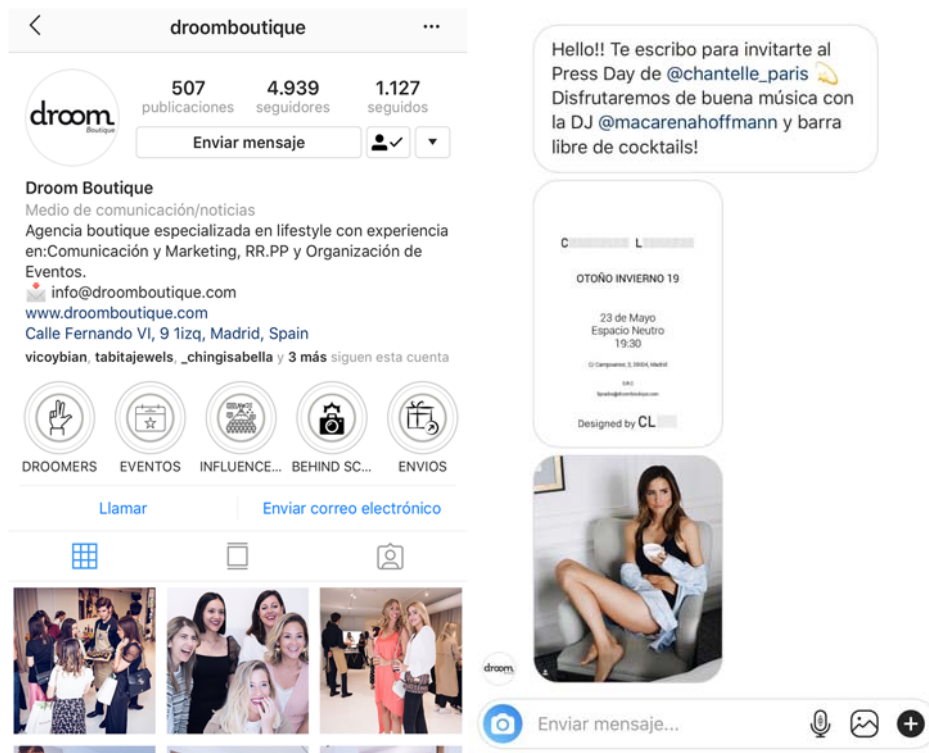 droomboutique
droom
Boutique
507
4.939
1.127
publicaciones
seguidores
seguidos
Enviar mensaje
Droom Boutique
Medio de comunicación/noticias
Agencia boutique especializada en lifestyle con experiencia
en:Comunicación y Marketing, RR.PP y Organización de
Eventos.
info@droomboutique.com
www.droomboutique.com
Calle Fernando VI, 9 1izq, Madrid, Spain
vicoybian, tabitajewels, _chingisabella y 3 más siguen esta cuenta
DROOMERS
EVENTOS
INFLUENCE...
BEHIND SC...
ENVIOS
Llamar
Enviar correo electrónico
Hello!! Te escribo para invitarte al
Press Day de @chantelle_paris
Disfrutaremos de buena música con
la DJ @macarenahoffmann y barra
libre de cocktails!
C L
OTOÑO INVIERNO 19
23 de Mayo
Espacio Neutro
19:30
Designed by CL
droom
Enviar mensaje...